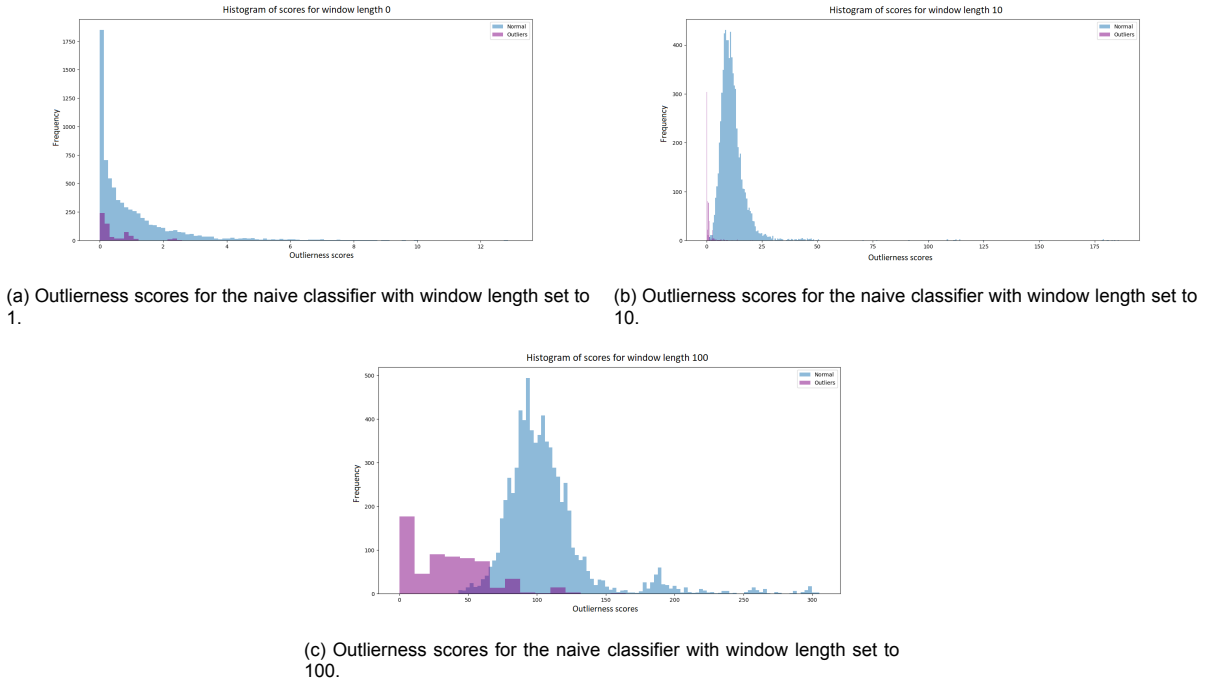 Histogram of scores for window length 0
Normal
Outliers
1750
1500
1250
1000
750
500
250
0
Frequency
0 2 4 6 8 10 12
Outlierness scores
(a) Outlierness scores for the naive classifier with window length set to
1.
Histogram of scores for window length 10
Normal
Outliers
400
300
200
100
0
Frequency
0 25 50 75 100 125 150 175
Outlierness scores
(b) Outlierness scores for the naive classifier with window length set to
10.
Histogram of scores for window length 100
Normal
Outliers
500
400
300
200
100
0
Frequency
0 50 100 150 200 250 300
Outlierness scores
(c) Outlierness scores for the naive classifier with window length set to
100.